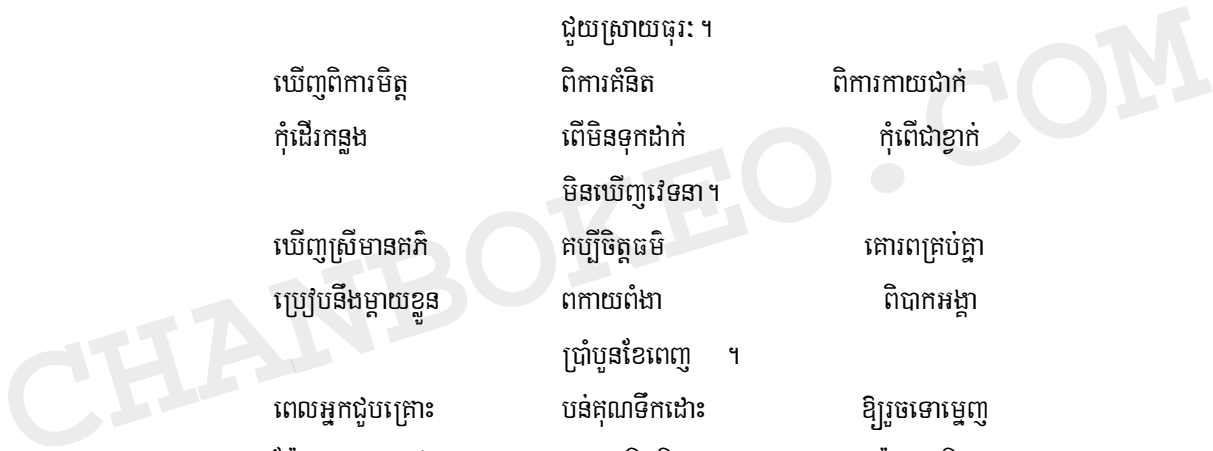 ជួយស្រាយធុរៈ ។
ឃើញពិការមិត្ត ពិការគំនិត ពិការកាយជាក់
កុំដើរកន្លង ពើមិនទុកដាក់ កុំពើជាខ្វាក់
មិនឃើញវេទនា ។
ឃើញស្រីមានគភ៌ គប្បីចិត្តធម៌ គោរពគ្រប់គ្នា
ប្រៀបនឹងម្តាយខ្លួន ពកាយពំងា ពិបាកអង្គា
ប្រាំបួនខែពេញ ។
ពេលអ្នកជួបគ្រោះ បន់គុណទឹកដោះ ឱ្យរួចទោម្នេញ
CHANBOKEO.COM